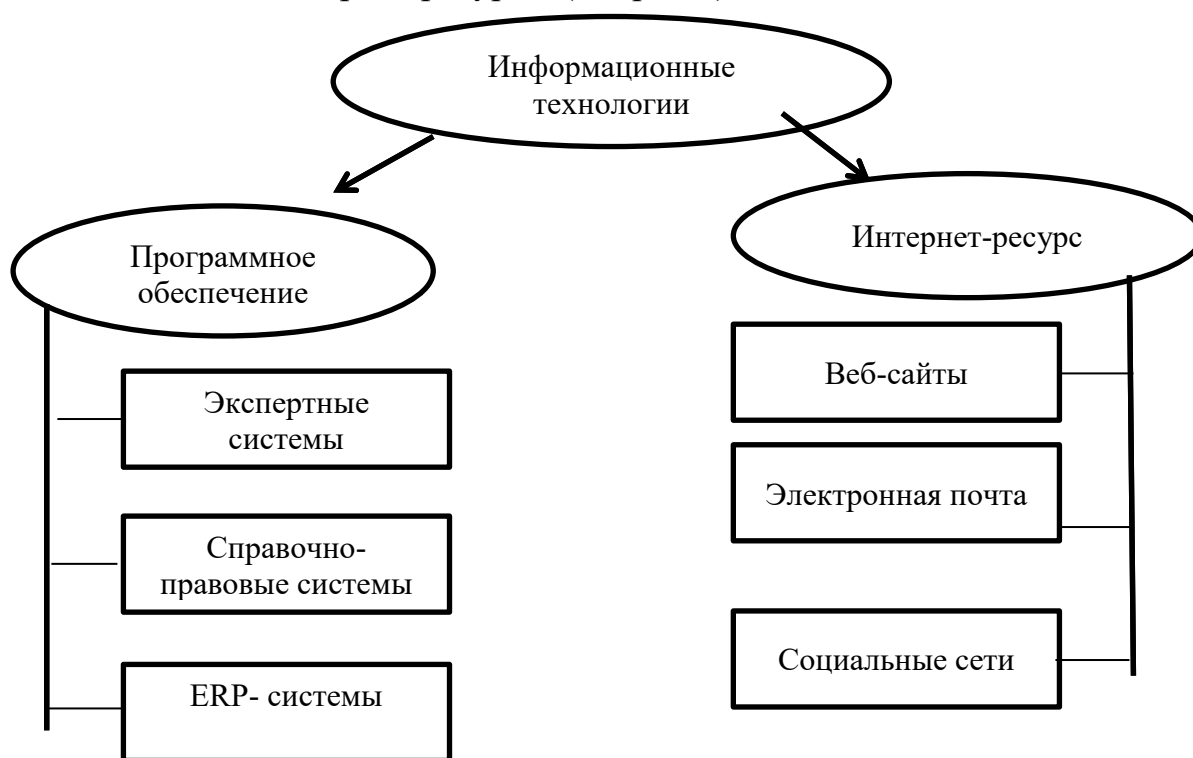 Информационные
технологии
Программное
обеспечение
Экспертные
системы
Справочно-
правовые системы
ERP- системы
Интернет-ресурс
Веб-сайты
Электронная почта
Социальные сети